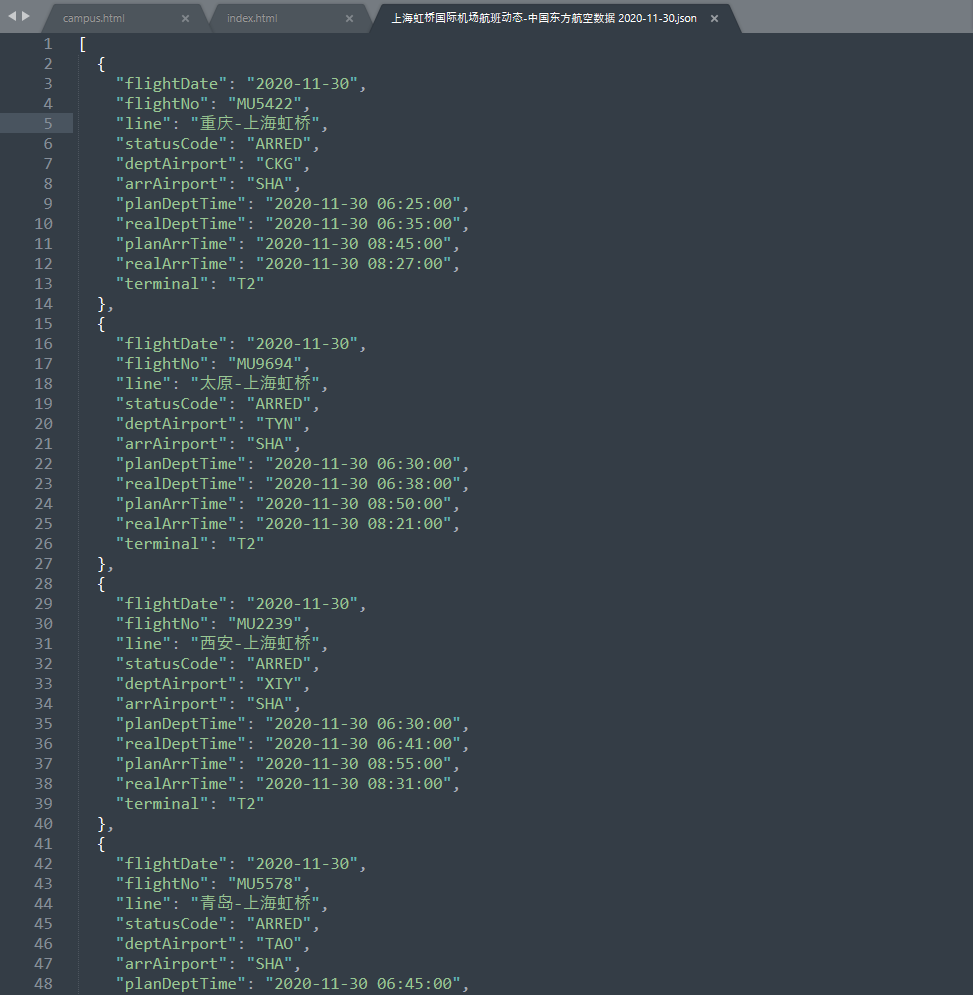 campus.html × index.html × 上海虹桥国际机场航班动态-中国东方航空数据 2020-11-30.json ×
1 [
2 {
3 "flightDate": "2020-11-30",
4 "flightNo": "MU5422",
5 "line": "重庆-上海虹桥",
6 "statusCode": "ARRED",
7 "deptAirport": "CKG",
8 "arrAirport": "SHA",
9 "planDeptTime": "2020-11-30 06:25:00",
10 "realDeptTime": "2020-11-30 06:35:00",
11 "planArrTime": "2020-11-30 08:45:00",
12 "realArrTime": "2020-11-30 08:27:00",
13 "terminal": "T2"
14 },
15 {
16 "flightDate": "2020-11-30",
17 "flightNo": "MU9694",
18 "line": "太原-上海虹桥",
19 "statusCode": "ARRED",
20 "deptAirport": "TYN",
21 "arrAirport": "SHA",
22 "planDeptTime": "2020-11-30 06:30:00",
23 "realDeptTime": "2020-11-30 06:38:00",
24 "planArrTime": "2020-11-30 08:50:00",
25 "realArrTime": "2020-11-30 08:21:00",
26 "terminal": "T2"
27 },
28 {
29 "flightDate": "2020-11-30",
30 "flightNo": "MU2239",
31 "line": "西安-上海虹桥",
32 "statusCode": "ARRED",
33 "deptAirport": "XIY",
34 "arrAirport": "SHA",
35 "planDeptTime": "2020-11-30 06:30:00",
36 "realDeptTime": "2020-11-30 06:41:00",
37 "planArrTime": "2020-11-30 08:55:00",
38 "realArrTime": "2020-11-30 08:31:00",
39 "terminal": "T2"
40 },
41 {
42 "flightDate": "2020-11-30",
43 "flightNo": "MU5578",
44 "line": "青岛-上海虹桥",
45 "statusCode": "ARRED",
46 "deptAirport": "TAO",
47 "arrAirport": "SHA",
48 "planDeptTime": "2020-11-30 06:45:00",